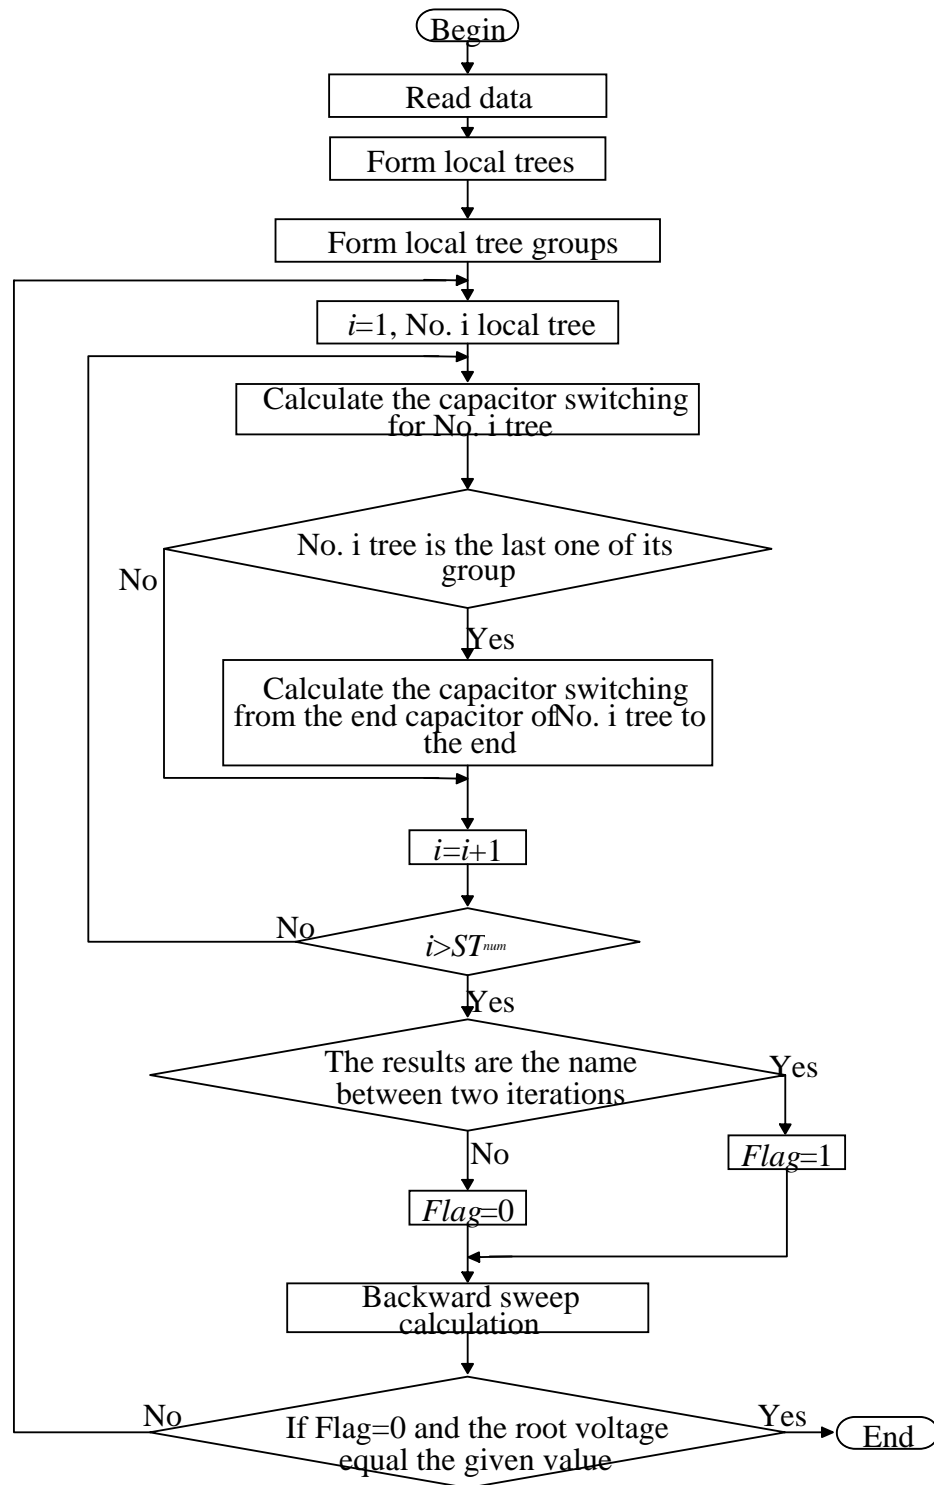 Begin
Read data
Form local trees
Form local tree groups
i=1, No. i local tree
Calculate the capacitor switching
for No. i tree
No. i tree is the last one of its
group
No
Yes
Calculate the capacitor switching
from the end capacitor of No. i tree to
the end
i=i+1
No
i>STnum
Yes
The results are the name
between two iterations
Yes
No
Flag=1
Flag=0
Backward sweep
calculation
No
If Flag=0 and the root voltage
equal the given value
Yes
End